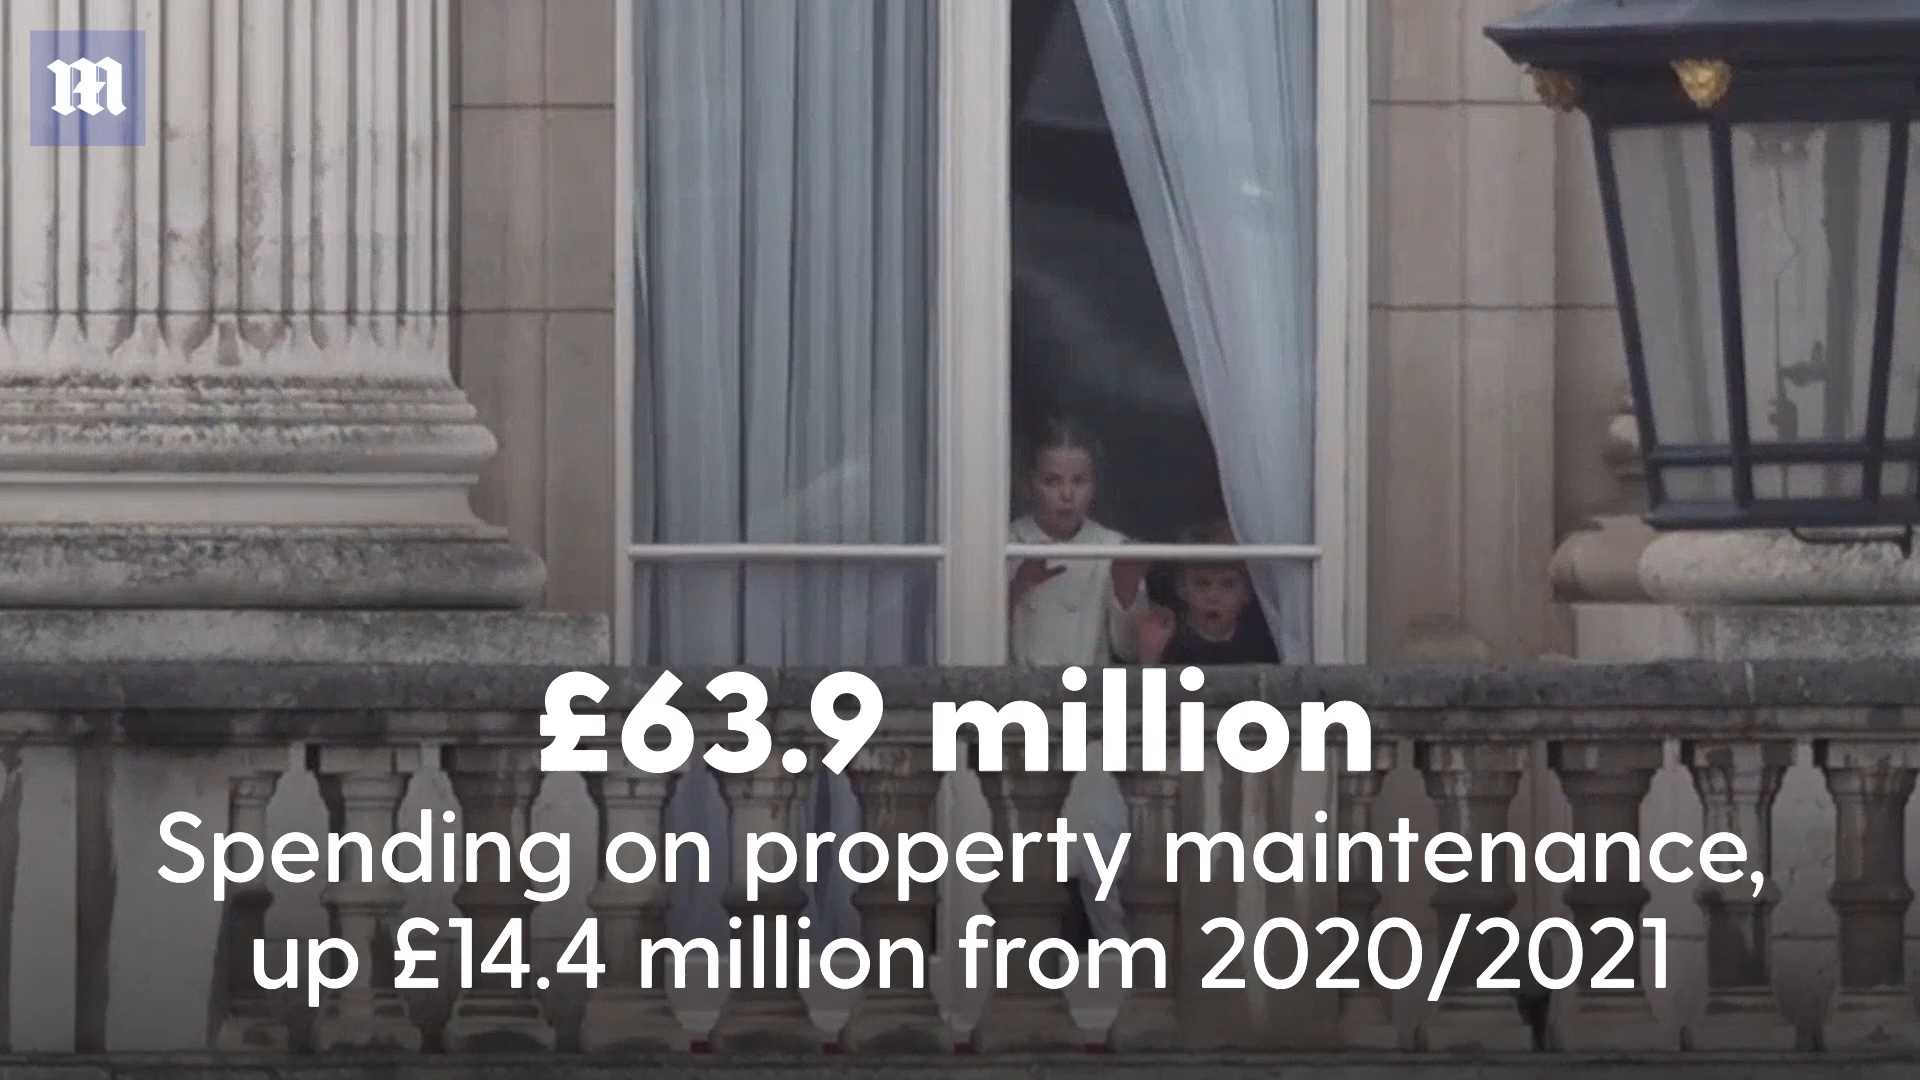 £63.9 million
Spending on property maintenance,
up £14.4 million from 2020/2021